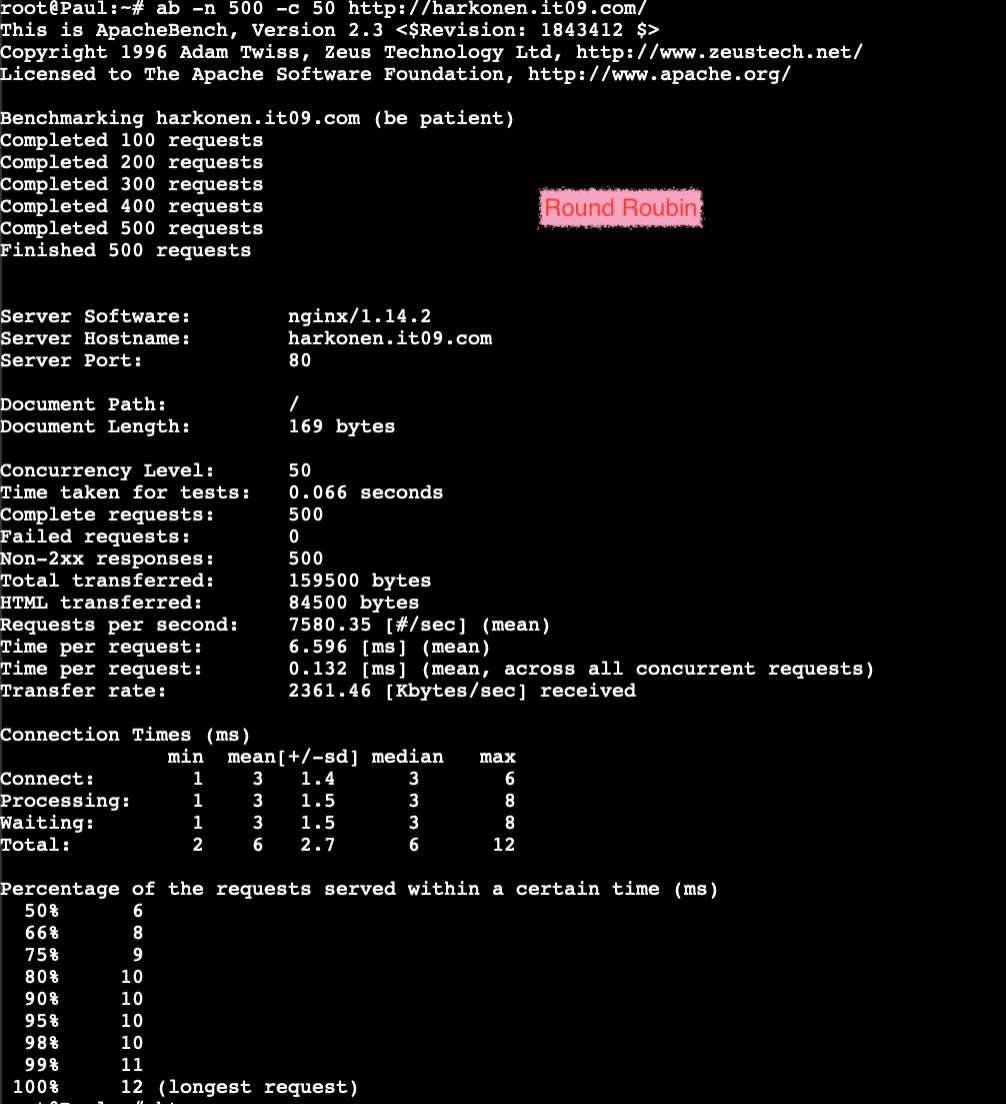 root@Paul:~# ab -n 500 -c 50 http://harkonen.it09.com/
This is ApacheBench, Version 2.3 <$Revision: 1843412 $>
Copyright 1996 Adam Twiss, Zeus Technology Ltd, http://www.zeustech.net/
Licensed to The Apache Software Foundation, http://www.apache.org/

Benchmarking harkonen.it09.com (be patient)
Completed 100 requests
Completed 200 requests
Completed 300 requests
Completed 400 requests
Round Roubin
Completed 500 requests
Finished 500 requests

Server Software:        nginx/1.14.2
Server Hostname:        harkonen.it09.com
Server Port:            80

Document Path:          /
Document Length:        169 bytes

Concurrency Level:      50
Time taken for tests:   0.066 seconds
Complete requests:      500
Failed requests:        0
Non-2xx responses:      500
Total transferred:      159500 bytes
HTML transferred:       84500 bytes
Requests per second:    7580.35 [#/sec] (mean)
Time per request:       6.596 [ms] (mean)
Time per request:       0.132 [ms] (mean, across all concurrent requests)
Transfer rate:          2361.46 [Kbytes/sec] received

Connection Times (ms)
              min  mean[+/-sd] median   max
Connect:        1    3   1.4      3       6
Processing:     1    3   1.5      3       8
Waiting:        1    3   1.5      3       8
Total:          2    6   2.7      6      12

Percentage of the requests served within a certain time (ms)
  50%      6
  66%      8
  75%      9
  80%     10
  90%     10
  95%     10
  98%     10
  99%     11
 100%     12 (longest request)